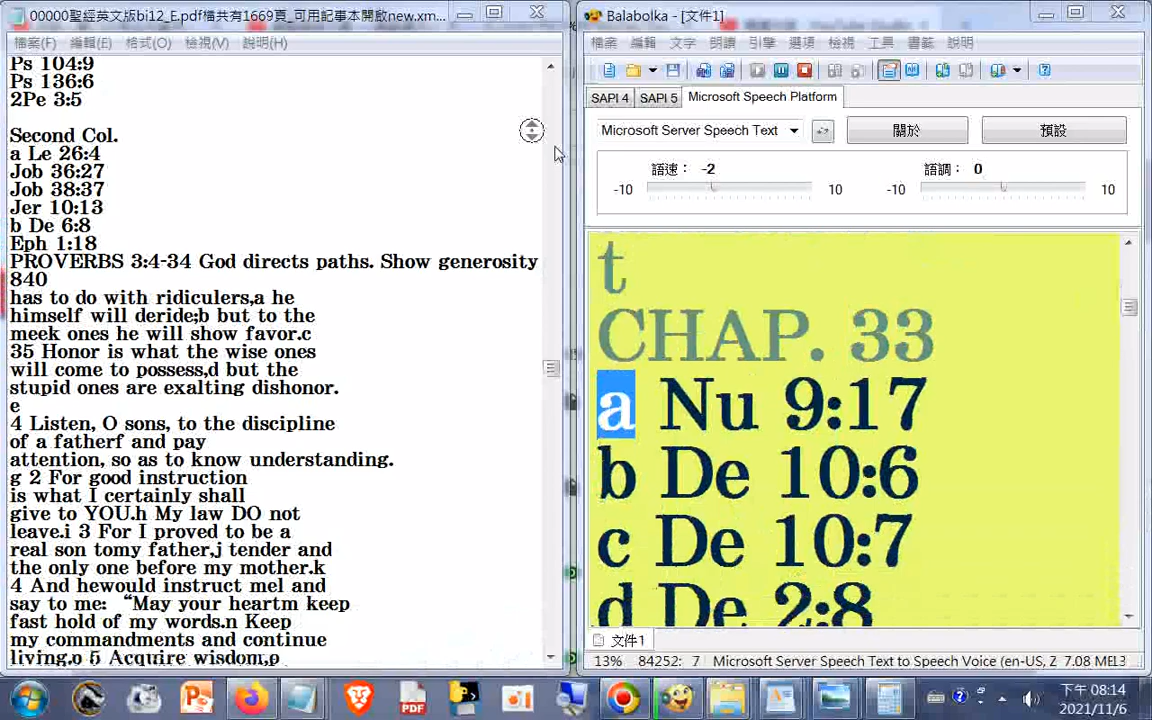 00000聖經英文版bi12_E.pdf檔共有1669頁_可用記事本開啟new.xm...
檔案(F) 編輯(E) 格式(O) 檢視(V) 說明(H)
Ps 104:9
Ps 136:6
2Pe 3:5
Second Col.
a Le 26:4
Job 36:27
Job 38:37
Jer 10:13
b De 6:8
Eph 1:18
PROVERBS 3:4-34 God directs paths. Show generosity
840
has to do with ridiculers,a he
himself will deride;b but to the
meek ones he will show favor.c
35 Honor is what the wise ones
will come to possess,d but the
stupid ones are exalting dishonor.
e
4 Listen, O sons, to the discipline
of a fatherf and pay
attention, so as to know understanding.
g 2 For good instruction
is what I certainly shall
give to YOU.h My law DO not
leave.i 3 For I proved to be a
real son tomy father,j tender and
the only one before my mother.k
4 And hewould instruct mel and
say to me: “May your heartm keep
fast hold of my words.n Keep
my commandments and continue
living.o 5 Acquire wisdom,p
Balabolka - [文件1]
檔案 編輯 文字 朗讀 引擎 選項 檢視 工具 書籤 說明
SAPI 4 SAPI 5 Microsoft Speech Platform
Microsoft Server Speech Text 關於 預設
語速： -2 語調： 0
-10 10 -10 10
t
CHAP. 33
a Nu 9:17
b De 10:6
c De 10:7
d De 2:8
文件1
13% 84252: 7 Microsoft Server Speech Text to Speech Voice (en-US, Z 7.08 ME
PDF
下午 08:14
2021/11/6